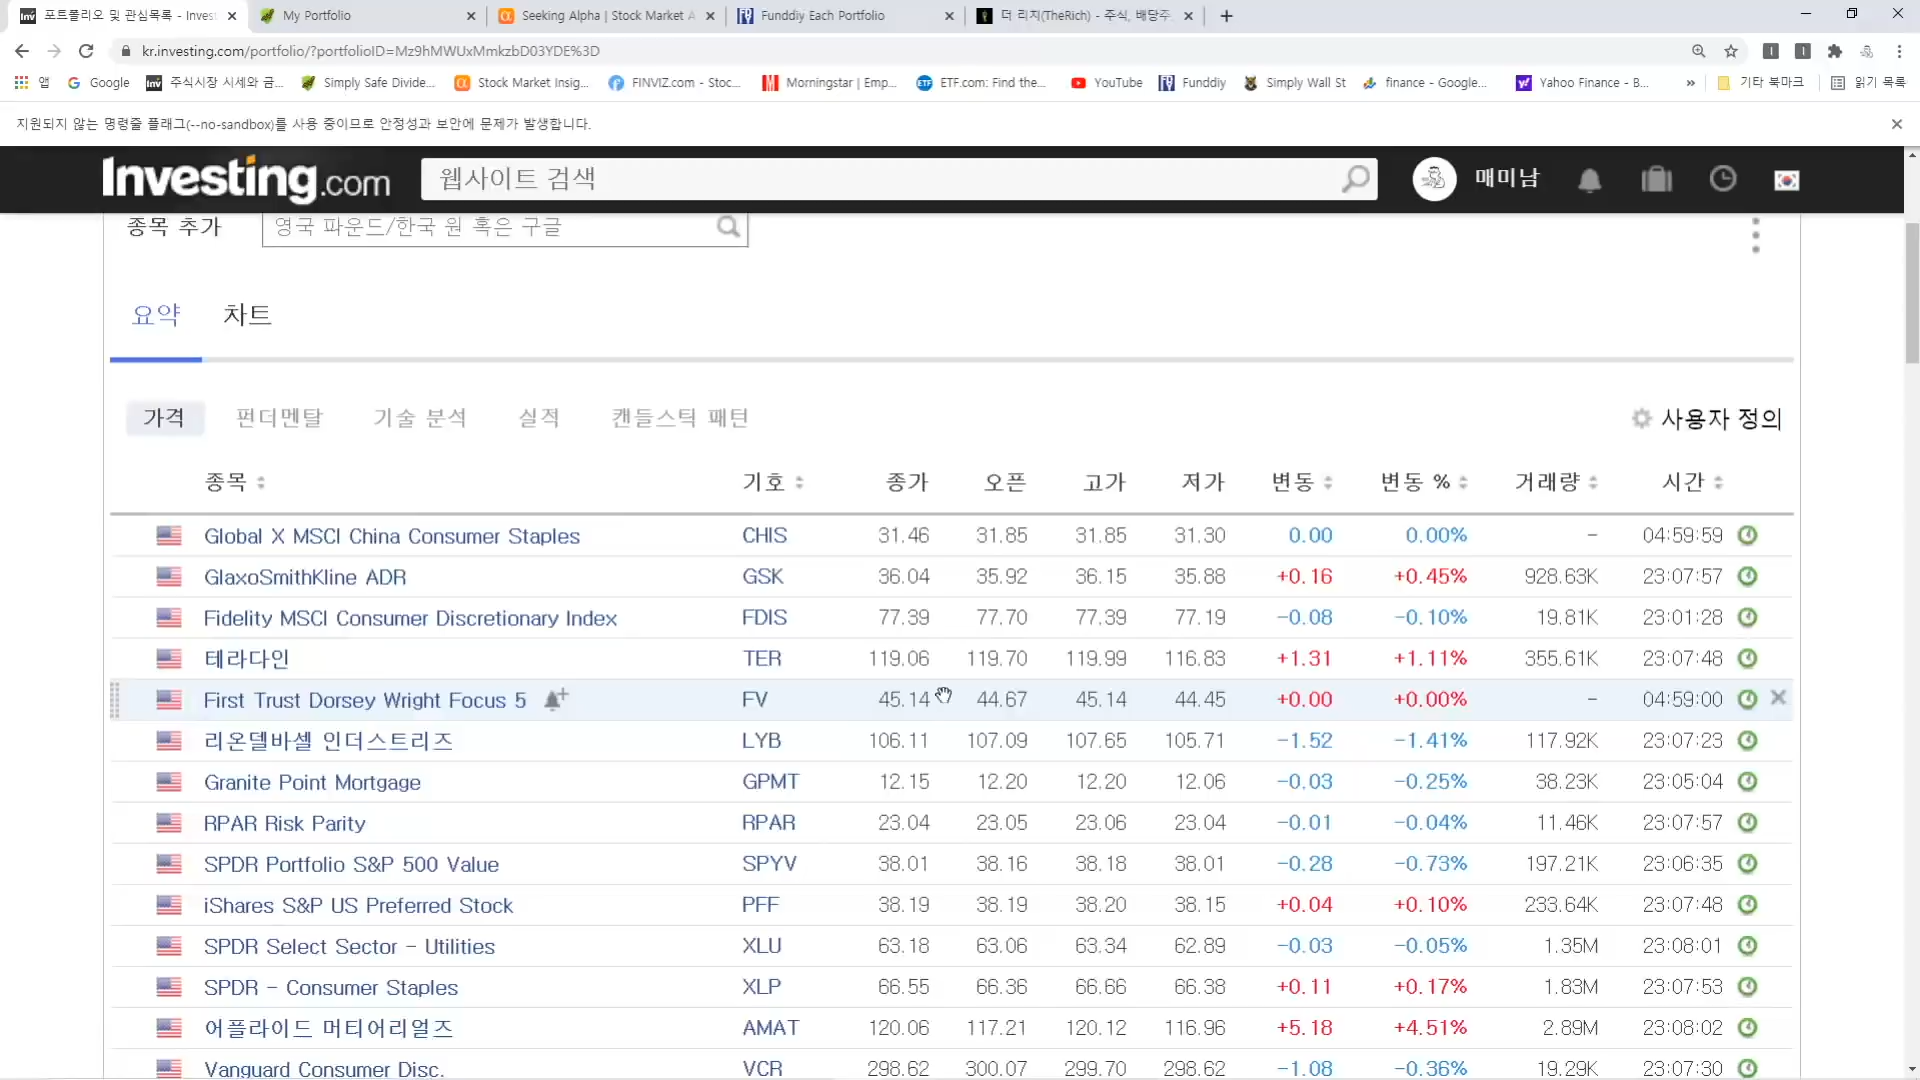 포트폴리오 및 관심목록 - Inves
My Portfolio
Seeking Alpha | Stock Market A
Funddiy Each Portfolio
더 리치(TheRich) - 주식, 배당주
kr.investing.com/portfolio/?portfolioID=Mz9hMWUxMmkzbD03YDE%3D
앱 Google 주식시장 시세와 금... Simply Safe Divide... Stock Market Insig... FINVIZ.com - Stoc... Morningstar | Emp... ETF.com: Find the... YouTube Funddiy Simply Wall St finance - Google... Yahoo Finance - B... » 기타 북마크 읽기 목록
지원되지 않는 명령줄 플래그(--no-sandbox)를 사용 중이므로 안정성과 보안에 문제가 발생합니다.
Investing.com 웹사이트 검색 매미남
종목 추가 영국 파운드/한국 원 혹은 구글
요약 차트
가격 펀더멘탈 기술 분석 실적 캔들스틱 패턴 사용자 정의
종목 기호 종가 오픈 고가 저가 변동 변동 % 거래량 시간
Global X MSCI China Consumer Staples CHIS 31.46 31.85 31.85 31.30 0.00 0.00% - 04:59:59
GlaxoSmithKline ADR GSK 36.04 35.92 36.15 35.88 +0.16 +0.45% 928.63K 23:07:57
Fidelity MSCI Consumer Discretionary Index FDIS 77.39 77.70 77.39 77.19 -0.08 -0.10% 19.81K 23:01:28
테라다인 TER 119.06 119.70 119.99 116.83 +1.31 +1.11% 355.61K 23:07:48
First Trust Dorsey Wright Focus 5 FV 45.14 44.67 45.14 44.45 +0.00 +0.00% - 04:59:00
리온델바셀 인더스트리즈 LYB 106.11 107.09 107.65 105.71 -1.52 -1.41% 117.92K 23:07:23
Granite Point Mortgage GPMT 12.15 12.20 12.20 12.06 -0.03 -0.25% 38.23K 23:05:04
RPAR Risk Parity RPAR 23.04 23.05 23.06 23.04 -0.01 -0.04% 11.46K 23:07:57
SPDR Portfolio S&P 500 Value SPYV 38.01 38.16 38.18 38.01 -0.28 -0.73% 197.21K 23:06:35
iShares S&P US Preferred Stock PFF 38.19 38.19 38.20 38.15 +0.04 +0.10% 233.64K 23:07:48
SPDR Select Sector - Utilities XLU 63.18 63.06 63.34 62.89 -0.03 -0.05% 1.35M 23:08:01
SPDR - Consumer Staples XLP 66.55 66.36 66.66 66.38 +0.11 +0.17% 1.83M 23:07:53
어플라이드 머티어리얼즈 AMAT 120.06 117.21 120.12 116.96 +5.18 +4.51% 2.89M 23:08:02
Vanguard Consumer Disc. VCR 298.62 300.07 299.70 298.62 -1.08 -0.36% 19.29K 23:07:30